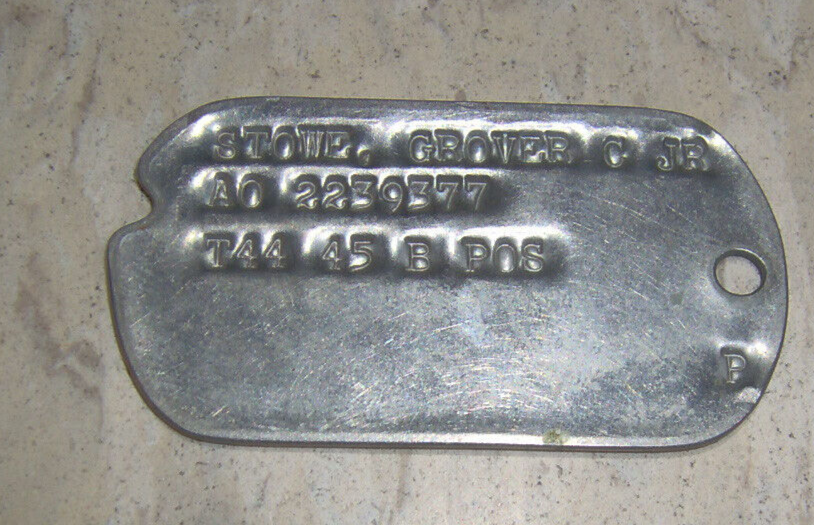 STOWE, GROVER C JR
AO 2239377
T44 45 B POS
P